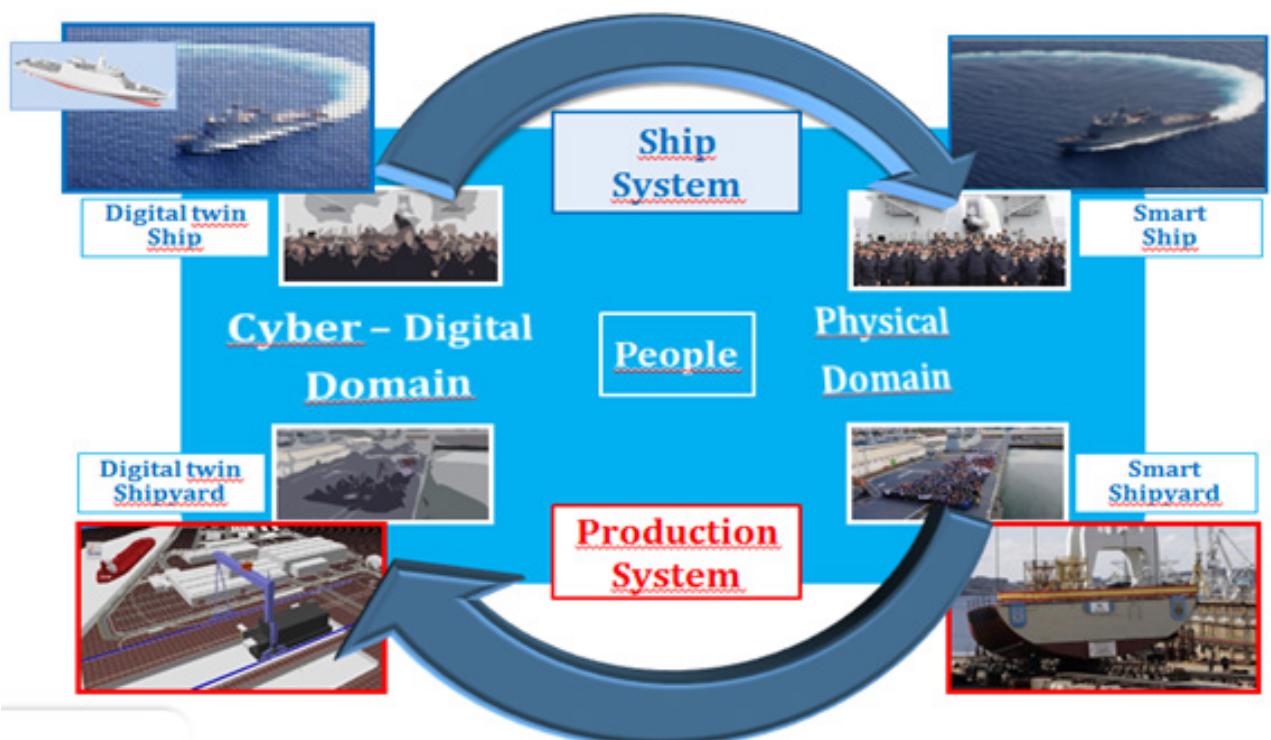 Ship
System
Digital twin
Ship
Smart
Ship
Cyber – Digital
Domain
People
Physical
Domain
Digital twin
Shipyard
Smart
Shipyard
Production
System